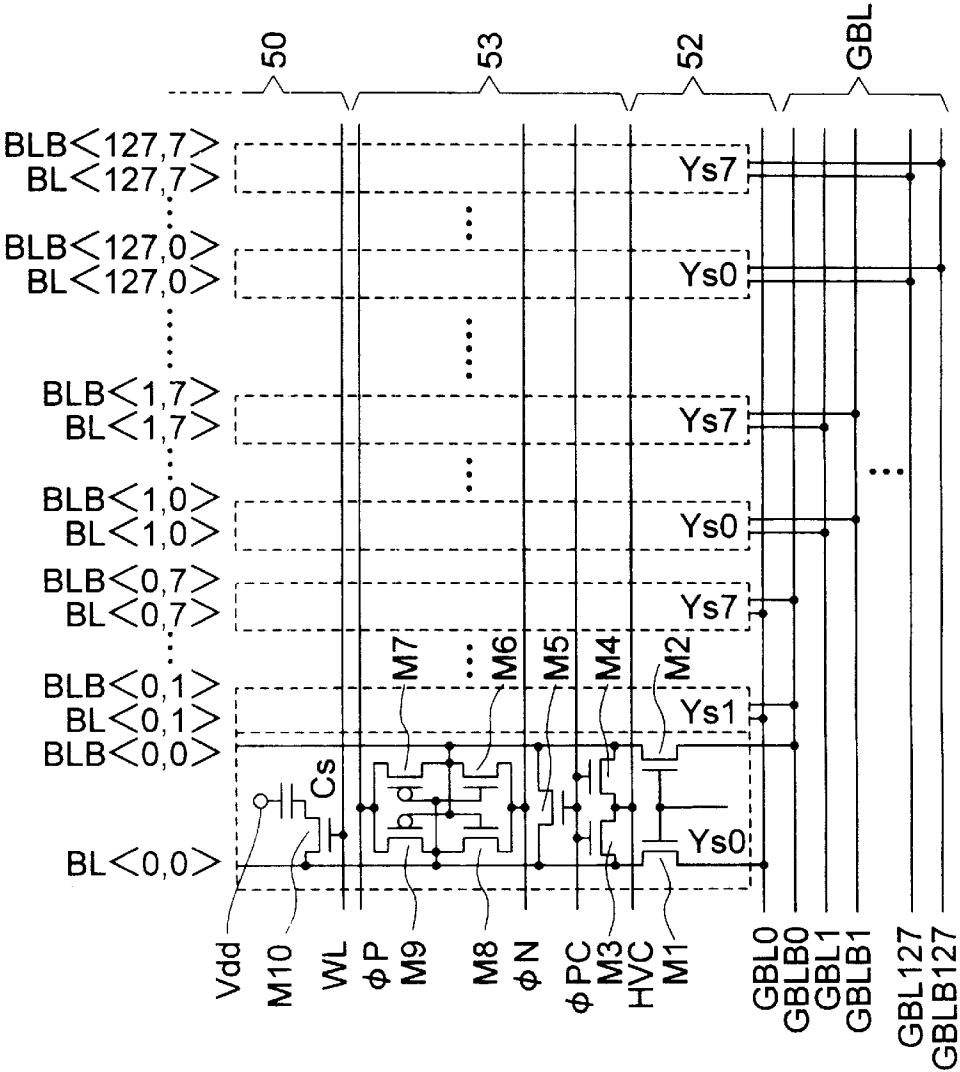 50
53
52
GBL
BLB<127,7>
BL<127,7>
Ys7
BLB<127,0>
BL<127,0>
Ys0
BLB<1,7>
BL<1,7>
Ys7
BLB<1,0>
BL<1,0>
Ys0
BLB<0,7>
BL<0,7>
Ys7
M7
M6
M5
M4
M2
BLB<0,1>
BL<0,1>
Ys1
BLB<0,0>
Cs
BL<0,0>
Ys0
Vdd
M10
WL
ϕP
M9
M8
ϕN
ϕPC
M3
HVC
M1
GBL0
GBLB0
GBL1
GBLB1
GBL127
GBLB127